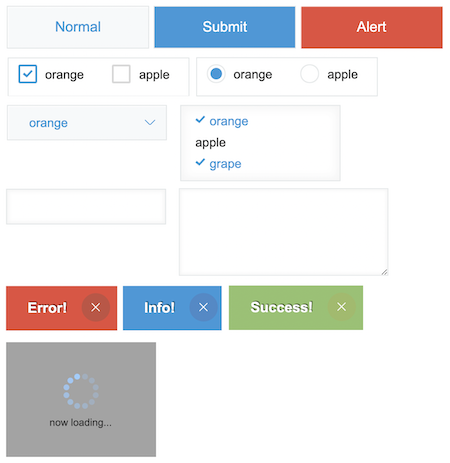 Normal Submit Alert
orange apple orange apple
orange
orange
apple
grape
Error! Info! Success!
now loading...